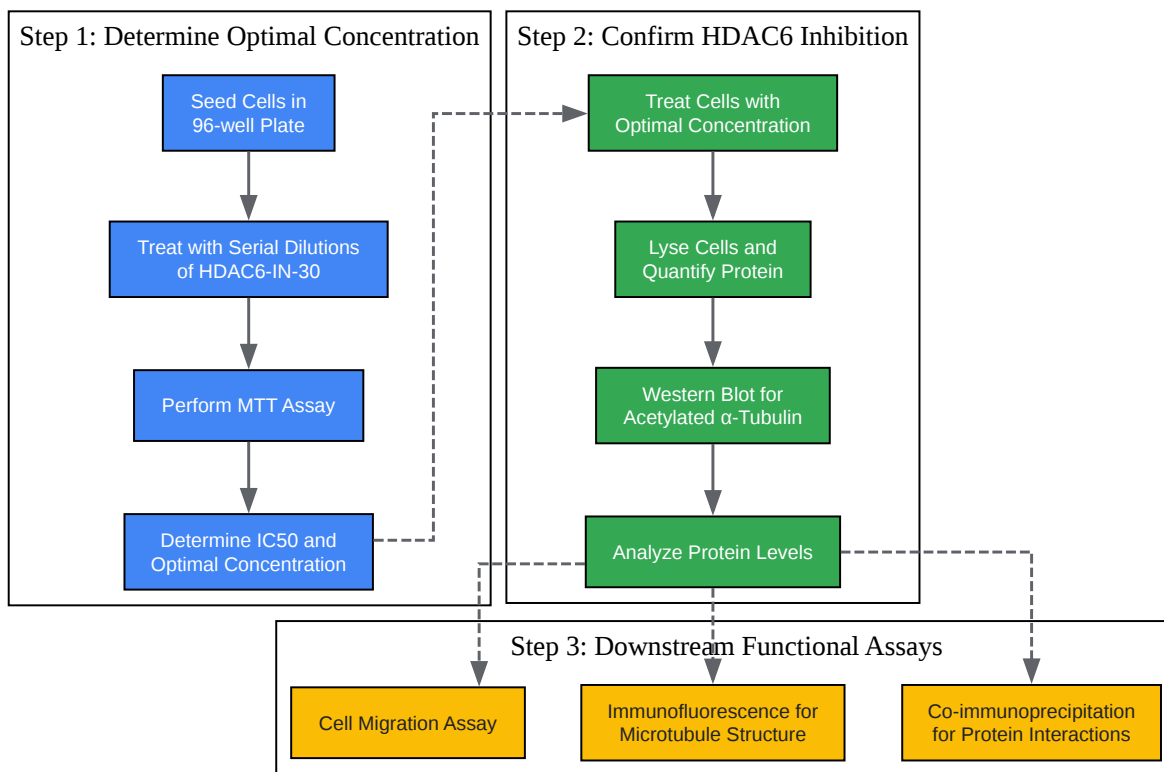 Step 1: Determine Optimal Concentration
Seed Cells in
96-well Plate
Treat with Serial Dilutions
of HDAC6-IN-30
Perform MTT Assay
Determine IC50 and
Optimal Concentration
Step 2: Confirm HDAC6 Inhibition
Treat Cells with
Optimal Concentration
Lyse Cells and
Quantify Protein
Western Blot for
Acetylated α-Tubulin
Analyze Protein Levels
Step 3: Downstream Functional Assays
Cell Migration Assay
Immunofluorescence for
Microtubule Structure
Co-immunoprecipitation
for Protein Interactions